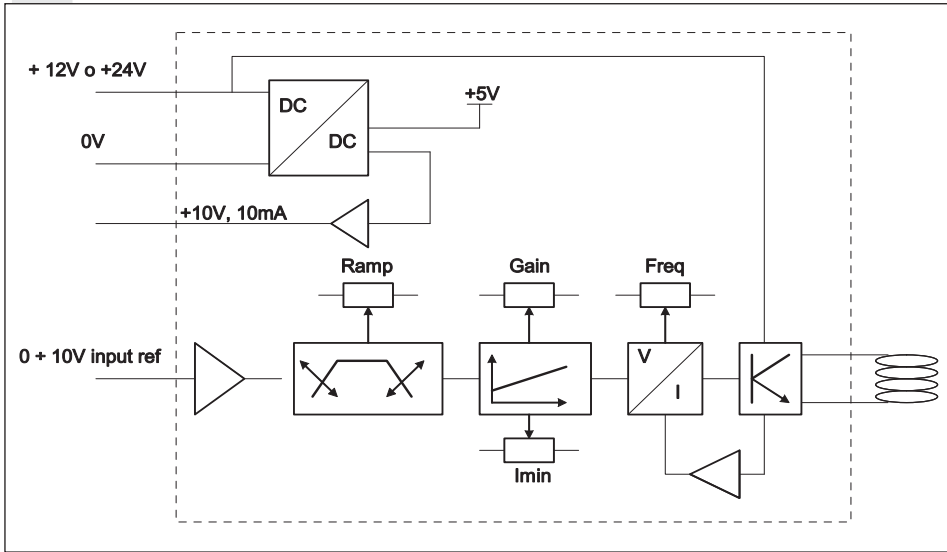 + 12V o +24V
DC
+5V
0V
DC
+10V, 10mA
Ramp
Gain
Freq
0 + 10V input ref
V
I
Imin